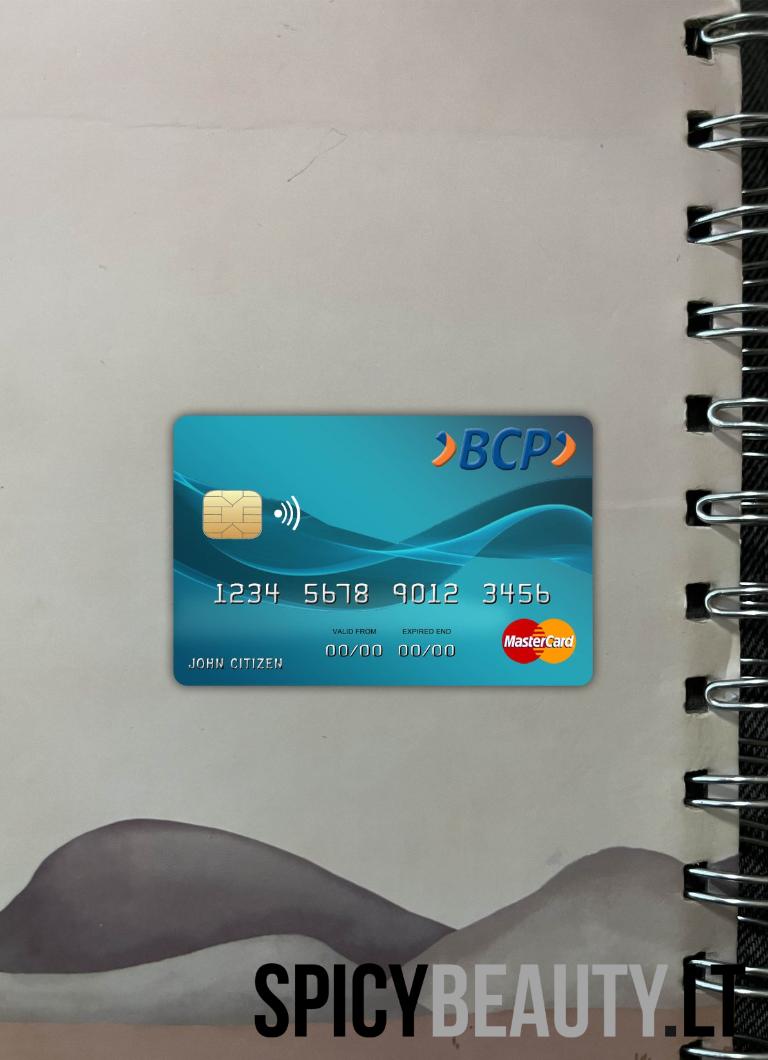 BCP
1234 5678 9012 3456
VALID FROM EXPIRED END
00/00 00/00
MasterCard
JOHN CITIZEN
SPICYBEAUTY.LT